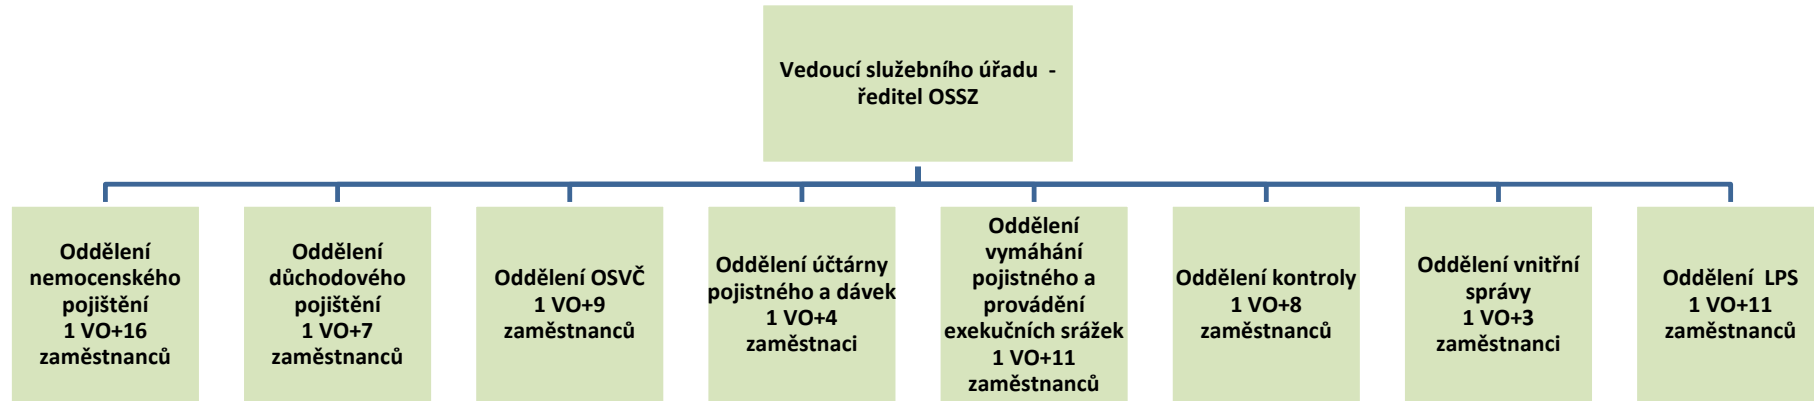 Vedoucí služebního úřadu -
ředitel OSSZ
Oddělení
nemocenského
pojištění
1 VO+16
zaměstnanců
Oddělení
důchodového
pojištění
1 VO+7
zaměstnanců
Oddělení OSVČ
1 VO+9
zaměstnanců
Oddělení účtárny
pojistného a dávek
1 VO+4
zaměstnaci
Oddělení
vymáhání
pojistného a
provádění
exekučních srážek
1 VO+11
zaměstnanců
Oddělení kontroly
1 VO+8
zaměstnanců
Oddělení vnitřní
správy
1 VO+3
zaměstnanci
Oddělení LPS
1 VO+11
zaměstnanců